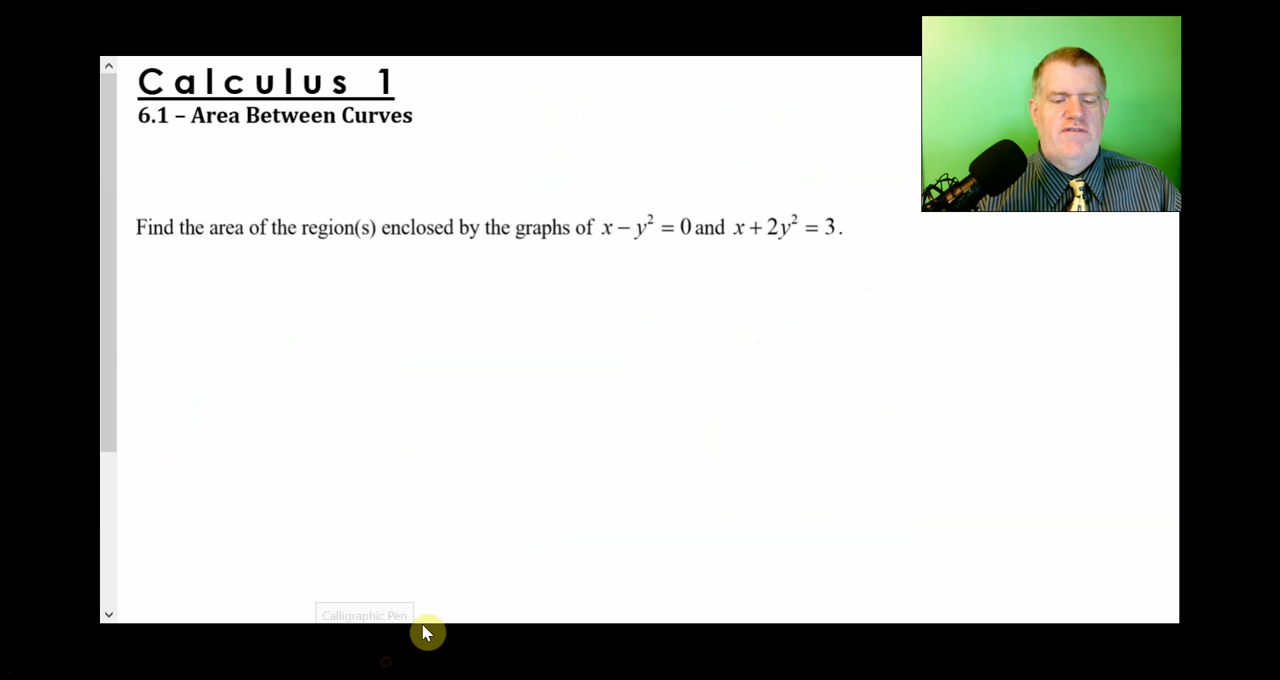 Calculus 1
6.1 – Area Between Curves
Find the area of the region(s) enclosed by the graphs of x − y² = 0 and x + 2y² = 3.
Calligraphic Pen